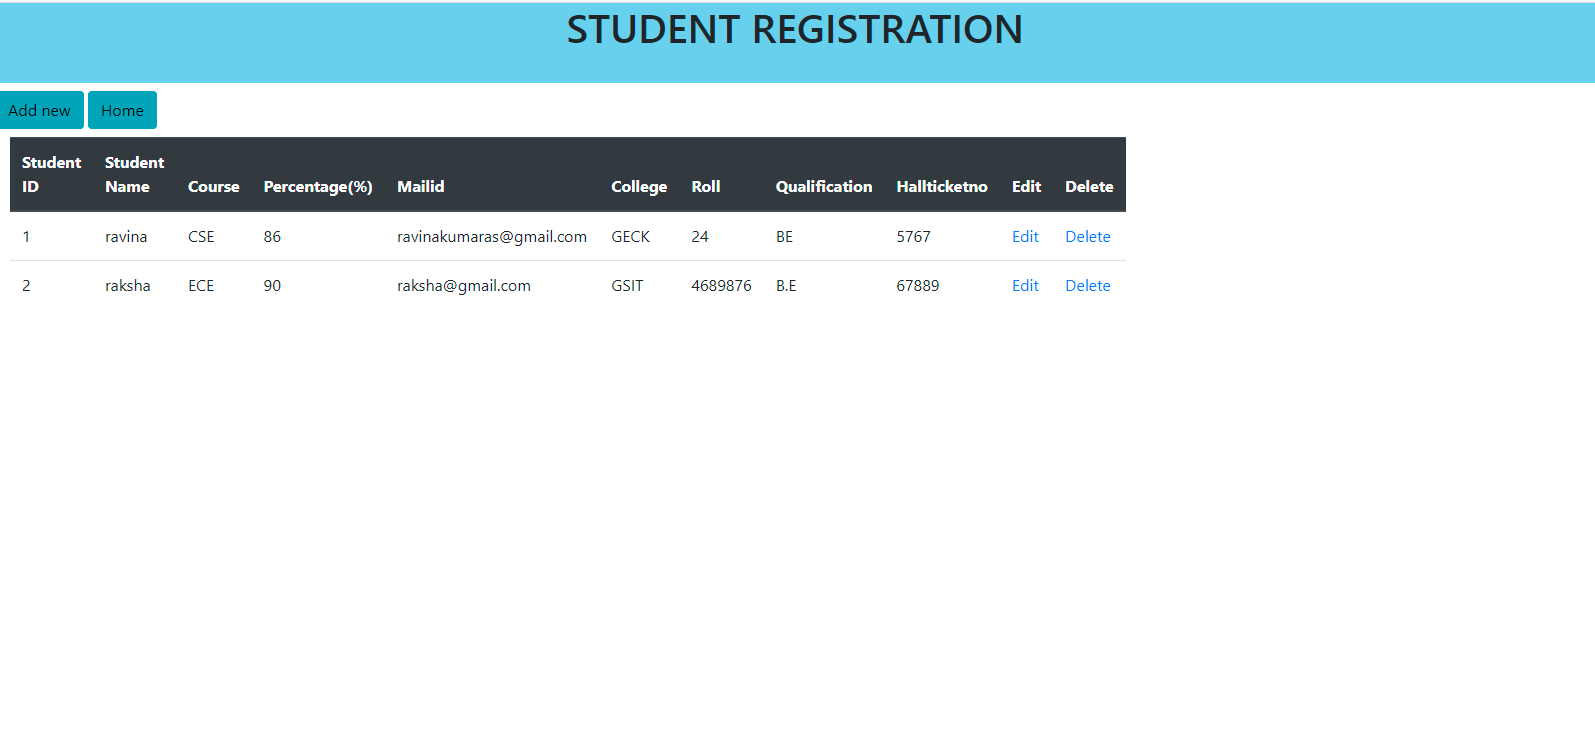 STUDENT REGISTRATION
Add new Home
Student ID Student Name Course Percentage(%) Mailid College Roll Qualification Hallticketno Edit Delete
1 ravina CSE 86 ravinakumaras@gmail.com GECK 24 BE 5767 Edit Delete
2 raksha ECE 90 raksha@gmail.com GSIT 4689876 B.E 67889 Edit Delete